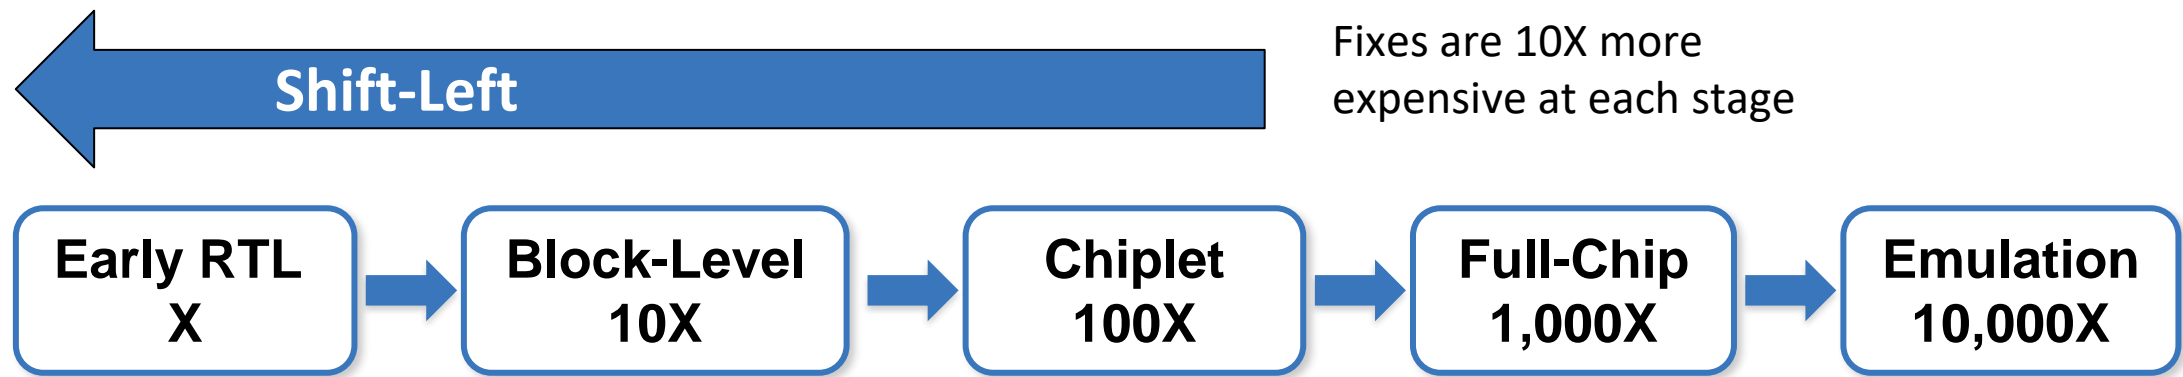 Shift-Left
Fixes are 10X more
expensive at each stage
Early RTL
X
Block-Level
10X
Chiplet
100X
Full-Chip
1,000X
Emulation
10,000X